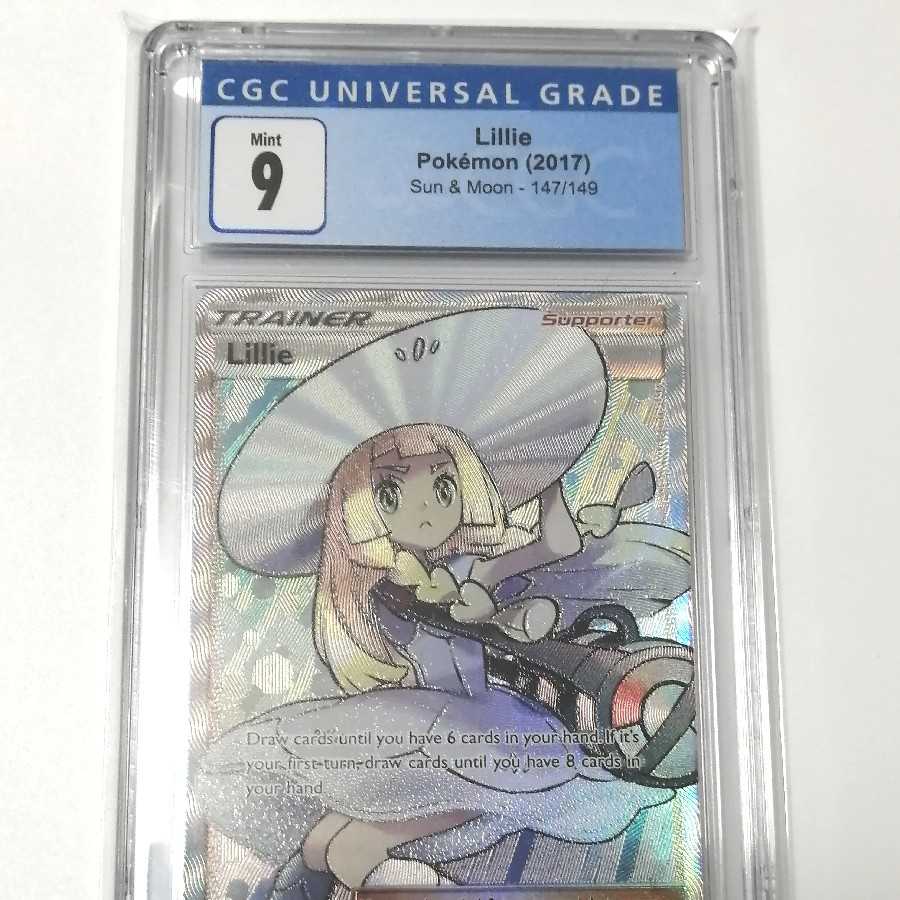 CGC UNIVERSAL GRADE
Mint
9
Lillie
Pokémon (2017)
Sun & Moon - 147/149
TRAINER
Supporter
Lillie
Draw cards until you have 6 cards in your hand. If it's
your first turn, draw cards until you have 8 cards in
your hand.